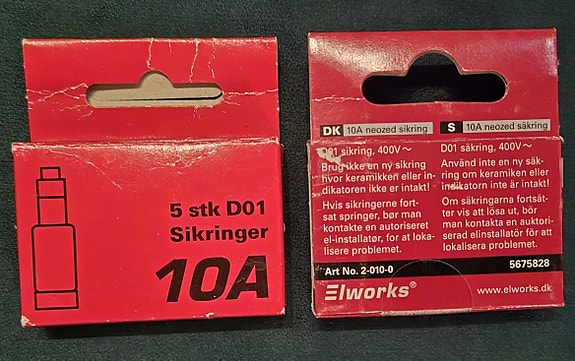 5 stk D01
Sikringer
10A
DK 10A neozed sikring
D01 sikring, 400V~
Brug ikke en ny sikring
hvor keramikken eller in-
dikatoren ikke er intakt!
Hvis sikringerne fort-
sat springer, bør man
kontakte en autoriseret
el-installatør, for at loka-
lisere problemet.
S 10A neozed säkring
D01 säkring, 400V~
Använd inte en ny säk-
ring om keramiken eller
indikatorn inte är intakt!
Om säkringarna fortsät-
ter vis att lösa ut, bör
man kontakta en auktori-
serad elinstallatör för att
lokalisera problemet.
Art No. 2-010-0 5675828
Elworks® www.elworks.dk